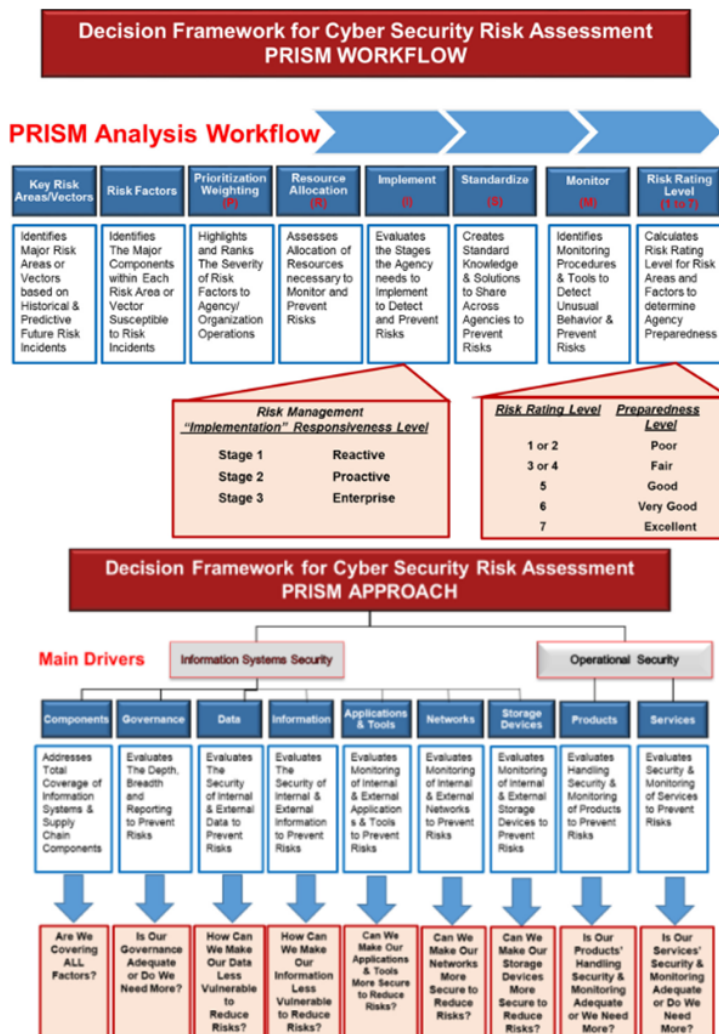 Decision Framework for Cyber Security Risk Assessment
PRISM WORKFLOW
PRISM Analysis Workflow
Key Risk
Areas/Vectors
Identifies
Major Risk
Areas or
Vectors
based on
Historical &
Predictive
Future Risk
Incidents
Risk Factors
Identifies
The Major
Components
within Each
Risk Area or
Vector
Susceptible
to Risk
Incidents
Prioritization
Weighting
(P)
Highlights
and Ranks
The Severity
of Risk
Factors to
Agency/
Organization
Operations
Resource
Allocation
(R)
Assesses
Allocation of
Resources
necessary to
Monitor and
Prevent
Risks
Implement
(I)
Evaluates
the Stages
the Agency
needs to
Implement
to Detect
and Prevent
Risks
Standardize
(S)
Creates
Standard
Knowledge
& Solutions
to Share
Across
Agencies to
Prevent
Risks
Monitor
(M)
Identifies
Monitoring
Procedures
& Tools to
Detect
Unusual
Behavior &
Prevent
Risks
Risk Rating
Level
(1 to 7)
Calculates
Risk Rating
Level for Risk
Areas and
Factors to
determine
Agency
Preparedness
Risk Management
“Implementation” Responsiveness Level
Stage 1 Reactive
Stage 2 Proactive
Stage 3 Enterprise
Risk Rating Level Preparedness
Level
1 or 2 Poor
3 or 4 Fair
5 Good
6 Very Good
7 Excellent
Decision Framework for Cyber Security Risk Assessment
PRISM APPROACH
Main Drivers
Information Systems Security
Operational Security
Components
Addresses
Total
Coverage of
Information
Systems &
Supply
Chain
Components
Are We
Covering
ALL
Factors?
Governance
Evaluates
The Depth,
Breadth
and
Reporting
to Prevent
Risks
Is Our
Governance
Adequate
or Do We
Need More?
Data
Evaluates
The
Security
of Internal
& External
Data to
Prevent
Risks
How Can
We Make
Our Data
Less
Vulnerable
to
Reduce
Risks?
Information
Evaluates
The
Security of
Internal &
External
Information
to Prevent
Risks
How Can
We Make
Our
Information
Less
Vulnerable to
Reduce Risks?
Applications
& Tools
Evaluates
Monitoring
of Internal
& External
Application
s & Tools
to Prevent
Risks
Can We
Make Our
Applications
& Tools
More Secure
to Reduce
Risks?
Networks
Evaluates
Monitoring
of Internal
& External
Networks
to Prevent
Risks
Can We
Make Our
Networks
More
Secure to
Reduce
Risks?
Storage
Devices
Evaluates
Monitoring
of Internal &
External
Storage
Devices to
Prevent
Risks
Can We
Make Our
Storage
Devices
More
Secure to
Reduce
Risks?
Products
Evaluates
Handling
Security
&
Monitoring
of Products
to Prevent
Risks
Is Our
Products’
Handling
Security &
Monitoring
Adequate
or We Need
More?
Services
Evaluates
Security &
Monitoring
of Services
to Prevent
Risks
Is Our
Services’
Security &
Monitoring
Adequate
or Do We
Need
More?